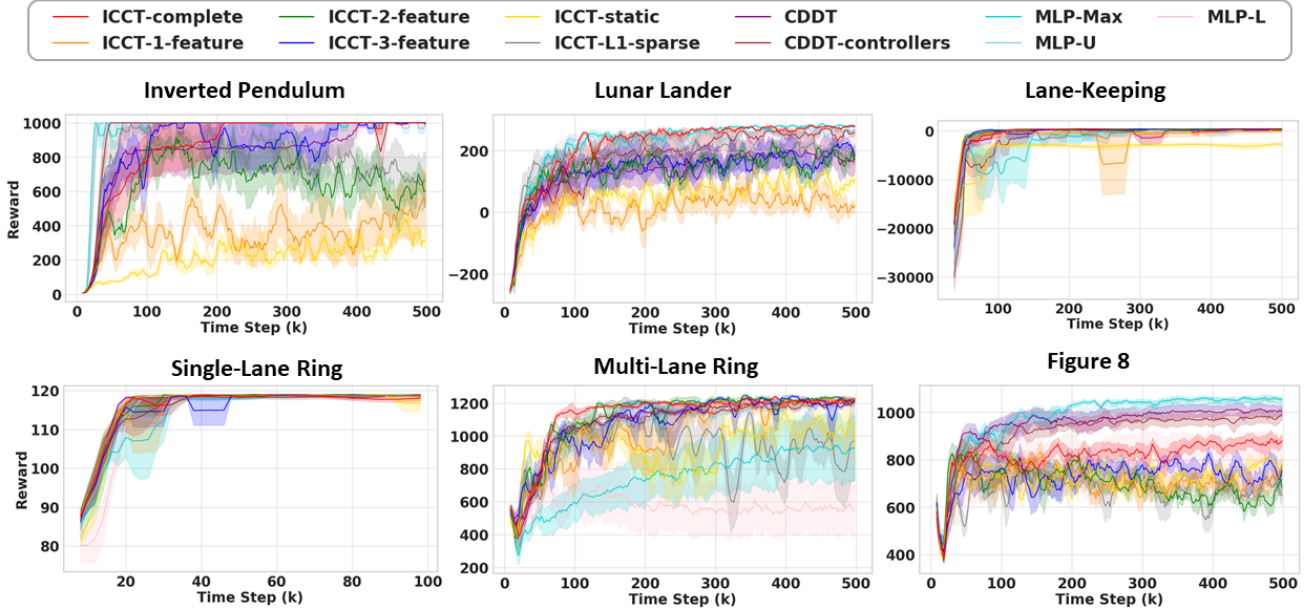 ICCT-complete ICCT-2-feature ICCT-static CDDT MLP-Max MLP-L
ICCT-1-feature ICCT-3-feature ICCT-L1-sparse CDDT-controllers MLP-U
Inverted Pendulum Lunar Lander Lane-Keeping
Reward
1000
800
600
400
200
0
0 100 200 300 400 500
Time Step (k)
200
0
−200
0 100 200 300 400 500
Time Step (k)
0
−10000
−20000
−30000
100 200 300 400 500
Time Step (k)
Single-Lane Ring Multi-Lane Ring Figure 8
Reward
120
110
100
90
80
20 40 60 80 100
Time Step (k)
1200
1000
800
600
400
200
0 100 200 300 400 500
Time Step (k)
1000
800
600
400
0 100 200 300 400 500
Time Step (k)